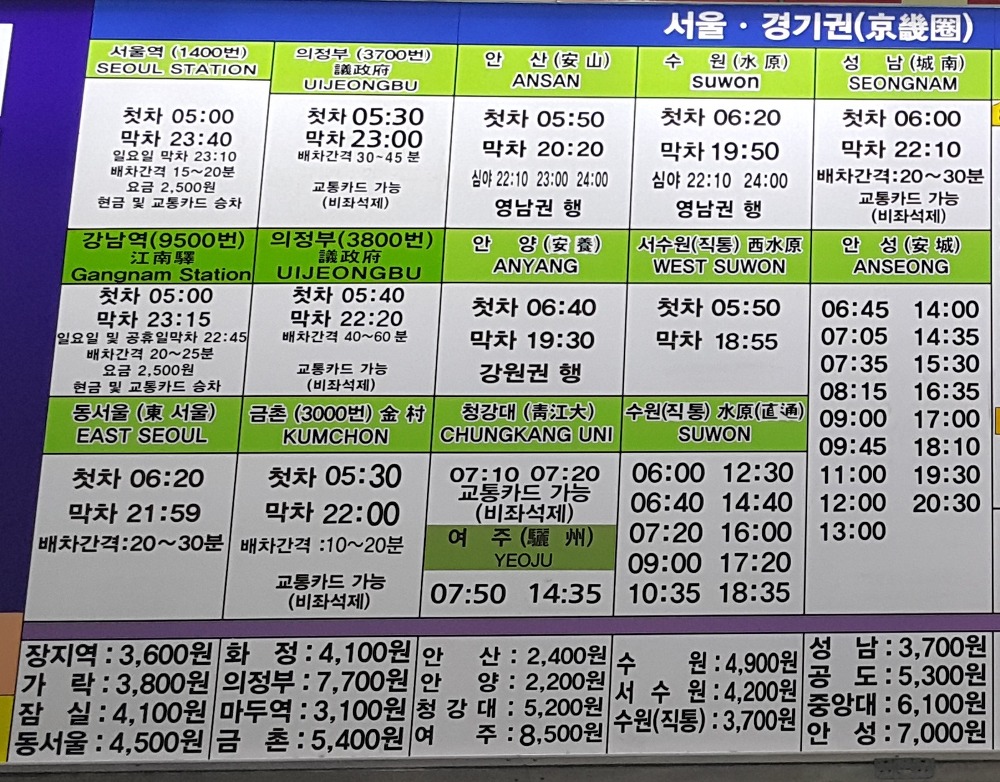 서울 · 경기권(京畿圈)
서울역 (1400번)
SEOUL STATION
첫차 05:00
막차 23:40
일요일 막차 23:10
배차간격 15~20분
요금 2,500원
현금 및 교통카드 승차
의정부 (3700번)
議政府
UIJEONGBU
첫차 05:30
막차 23:00
배차간격 30~45 분
교통카드 가능
(비좌석제)
안 산 (安 山)
ANSAN
첫차 05:50
막차 20:20
심야 22:10 23:00 24:00
영남권 행
수 원 (水 原)
suwon
첫차 06:20
막차 19:50
심야 22:10 24:00
영남권 행
성 남 (城 南)
SEONGNAM
첫차 06:00
막차 22:10
배차간격:20~30분
교통카드 가능
(비좌석제)
강남역(9500번)
江南驛
Gangnam Station
첫차 05:00
막차 23:15
일요일 및 공휴일막차 22:45
배차간격 20~25분
요금 2,500원
현금 및 교통카드 승차
의정부(3800번)
議政府
UIJEONGBU
첫차 05:40
막차 22:20
배차간격 40~60 분
교통카드 가능
(비좌석제)
안 양 (安 養)
ANYANG
첫차 06:40
막차 19:30
강원권 행
서수원(직통) 西水原
WEST SUWON
첫차 05:50
막차 18:55
안 성 (安 城)
ANSEONG
06:45 14:00
07:05 14:35
07:35 15:30
08:15 16:35
09:00 17:00
09:45 18:10
11:00 19:30
12:00 20:30
13:00
동서울 (東 서울)
EAST SEOUL
첫차 06:20
막차 21:59
배차간격:20~30분
금촌 (3000번) 金 村
KUMCHON
첫차 05:30
막차 22:00
배차간격 :10~20분
교통카드 가능
(비좌석제)
청강대 (靑江大)
CHUNGKANG UNI
07:10 07:20
교통카드 가능
(비좌석제)
여 주 (驪 州)
YEOJU
07:50 14:35
수원(직통) 水原(直通)
SUWON
06:00 12:30
06:40 14:40
07:20 16:00
09:00 17:20
10:35 18:35
장지역 : 3,600원
가 락 : 3,800원
잠 실 : 4,100원
동서울 : 4,500원
화 정 : 4,100원
의정부 : 7,700원
마두역 : 3,100원
금 촌 : 5,400원
안 산 : 2,400원
안 양 : 2,200원
청 강 대 : 5,200원
여 주 : 8,500원
수 원 : 4,900원
서 수 원 : 4,200원
수원(직통) : 3,700원
성 남 : 3,700원
공 도 : 5,300원
중앙대 : 6,100원
안 성 : 7,000원